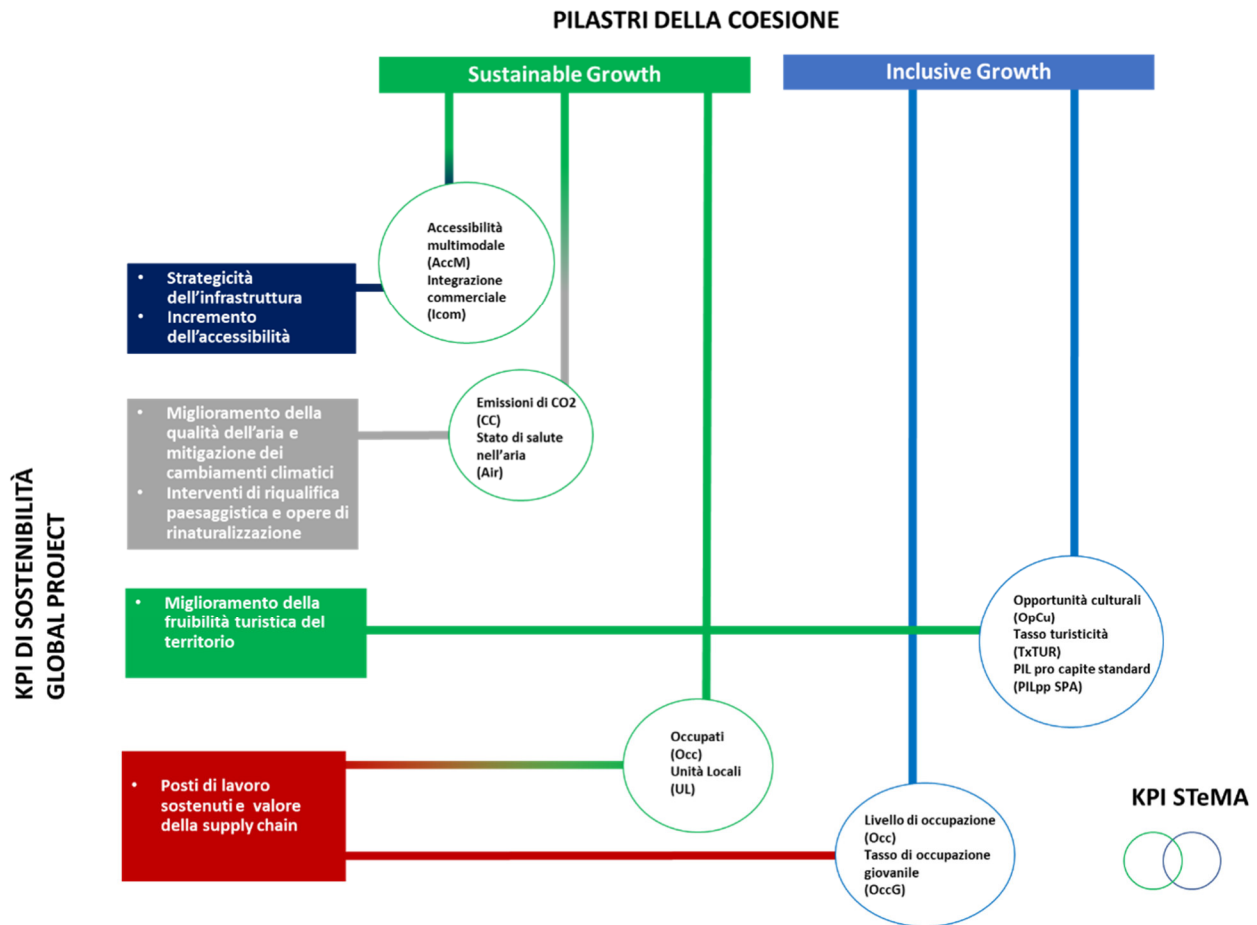 PILASTRI DELLA COESIONE
Sustainable Growth
Inclusive Growth
Accessibilità
multimodale
(AccM)
Integrazione
commerciale
(Icom)
• Strategicità
dell'infrastruttura
• Incremento
dell'accessibilità
Emissioni di CO2
(CC)
Stato di salute
nell'aria
(Air)
• Miglioramento della
qualità dell'aria e
mitigazione dei
cambiamenti climatici
• Interventi di riqualifica
paesaggistica e opere di
rinaturalizzazione
KPI DI SOSTENIBILITÀ
GLOBAL PROJECT
• Miglioramento della
fruibilità turistica del
territorio
Opportunità culturali
(OpCu)
Tasso turisticità
(TxTUR)
PIL pro capite standard
(PILpp SPA)
Occupati
(Occ)
Unità Locali
(UL)
• Posti di lavoro
sostenuti e valore
della supply chain
Livello di occupazione
(Occ)
Tasso di occupazione
giovanile
(OccG)
KPI STeMA